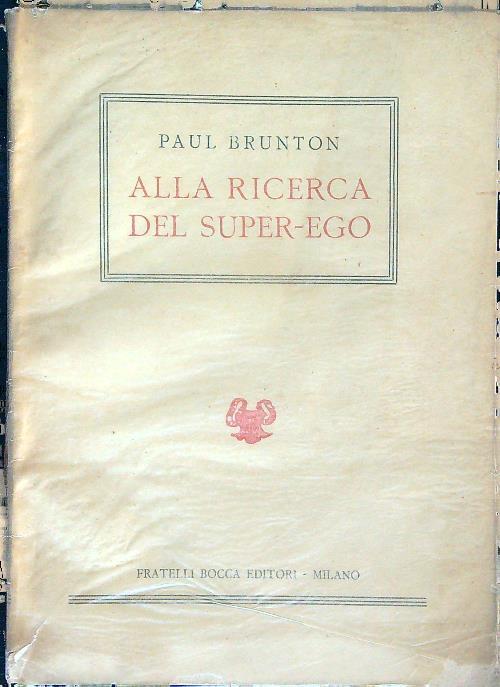 PAUL BRUNTON
ALLA RICERCA
DEL SUPER-EGO
FRATELLI BOCCA EDITORI - MILANO